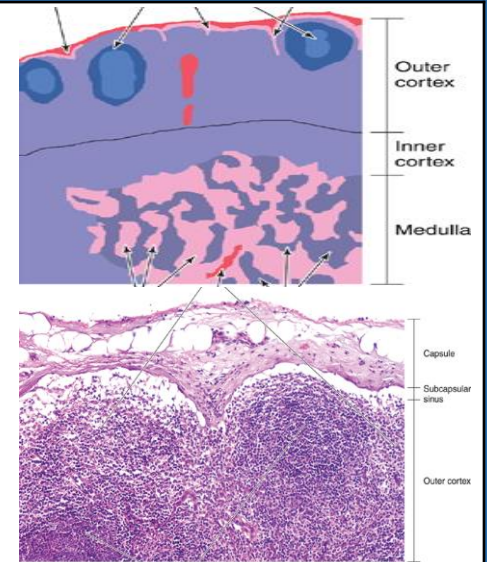 Outer
cortex
Inner
cortex
Medulla
Capsule
Subcapsular
sinus
Outer cortex